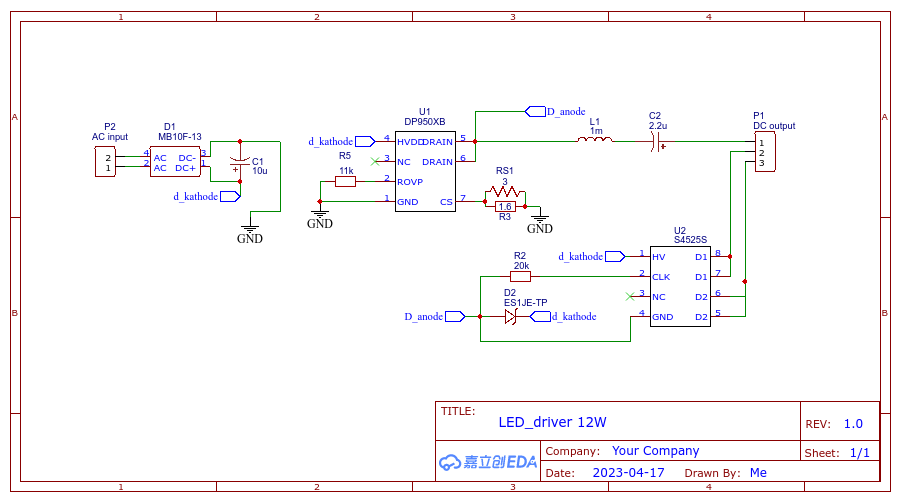 1 2 3 4
A A
B B
P2
AC input
2
1
D1
MB10F-13
4 AC DC- 3
2 AC DC+ 1
C1
10u
d_kathode
GND
U1
DP950XB
d_kathode
4 HVDD DRAIN 5
3 NC DRAIN 6
2 ROVP
1 GND CS 7
R5
11k
GND
D_anode
RS1
3
1.6
R3
GND
L1
1m
C2
2.2u
P1
DC output
1
2
3
U2
S4525S
d_kathode
1 HV D1 8
2 CLK D1 7
3 NC D2 6
4 GND D2 5
R2
20k
D2
ES1JE-TP
D_anode
d_kathode
TITLE:
LED_driver 12W
REV: 1.0
嘉立创EDA
Company: Your Company
Sheet: 1/1
Date: 2023-04-17 Drawn By: Me
1 2 3 4